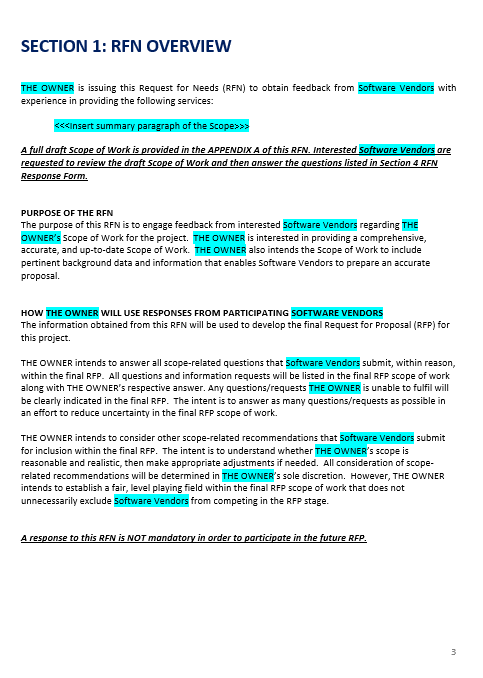 SECTION 1: RFN OVERVIEW
THE OWNER is issuing this Request for Needs (RFN) to obtain feedback from Software Vendors with
experience in providing the following services:
<<<Insert summary paragraph of the Scope>>>
A full draft Scope of Work is provided in the APPENDIX A of this RFN. Interested Software Vendors are
requested to review the draft Scope of Work and then answer the questions listed in Section 4 RFN
Response Form.
PURPOSE OF THE RFN
The purpose of this RFN is to engage feedback from interested Software Vendors regarding THE
OWNER's Scope of Work for the project. THE OWNER is interested in providing a comprehensive,
accurate, and up-to-date Scope of Work. THE OWNER also intends the Scope of Work to include
pertinent background data and information that enables Software Vendors to prepare an accurate
proposal.
HOW THE OWNER WILL USE RESPONSES FROM PARTICIPATING SOFTWARE VENDORS
The information obtained from this RFN will be used to develop the final Request for Proposal (RFP) for
this project.
THE OWNER intends to answer all scope-related questions that Software Vendors submit, within reason,
within the final RFP. All questions and information requests will be listed in the final RFP scope of work
along with THE OWNER's respective answer. Any questions/requests THE OWNER is unable to fulfil will
be clearly indicated in the final RFP. The intent is to answer as many questions/requests as possible in
an effort to reduce uncertainty in the final RFP scope of work.
THE OWNER intends to consider other scope-related recommendations that Software Vendors submit
for inclusion within the final RFP. The intent is to understand whether THE OWNER's scope is
reasonable and realistic, then make appropriate adjustments if needed. All consideration of scope-
related recommendations will be determined in THE OWNER's sole discretion. However, THE OWNER
intends to establish a fair, level playing field within the final RFP scope of work that does not
unnecessarily exclude Software Vendors from competing in the RFP stage.
A response to this RFN is NOT mandatory in order to participate in the future RFP.
3